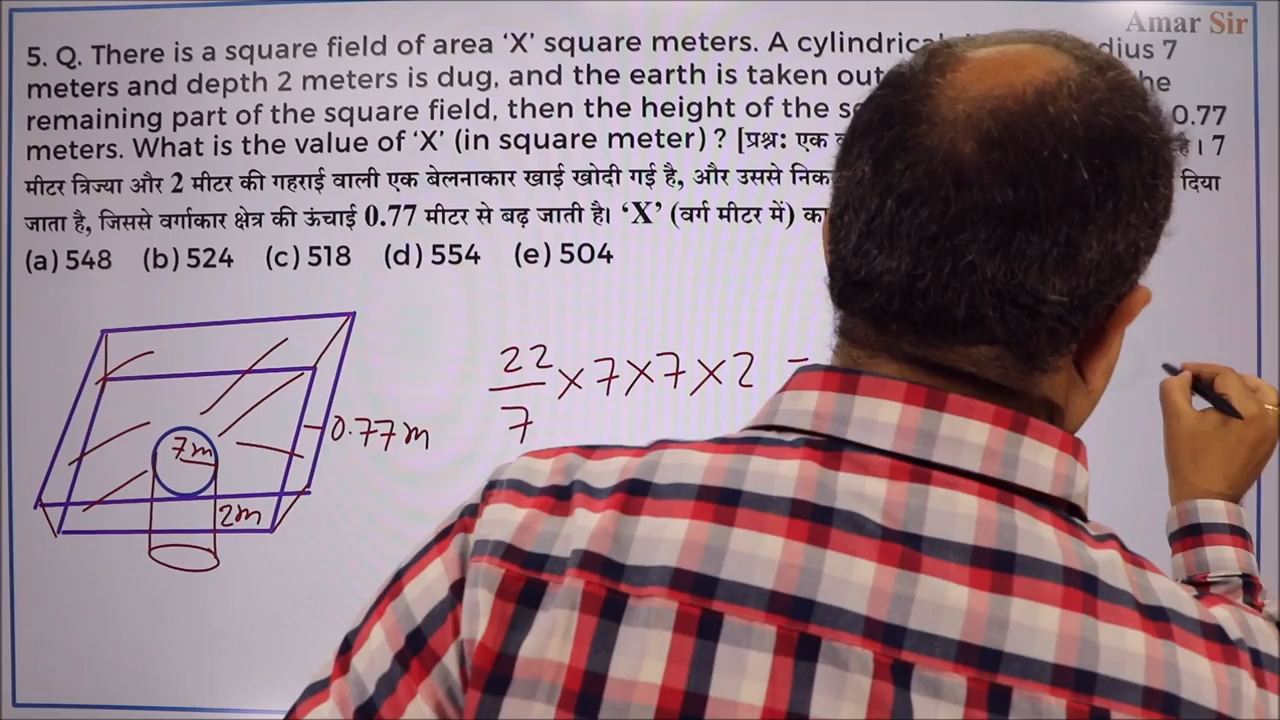 Amar Sir
5. Q. There is a square field of area ‘X’ square meters. A cylindrical dius 7
meters and depth 2 meters is dug, and the earth is taken out he
remaining part of the square field, then the height of the 0.77
meters. What is the value of ‘X’ (in square meter) ? [प्रश्न: एक है। 7
मीटर त्रिज्या और 2 मीटर की गहराई वाली एक बेलनाकार खाई खोदी गई है, और उससे दिया
जाता है, जिससे वर्गाकार क्षेत्र की ऊंचाई 0.77 मीटर से बढ़ जाती है। ‘X’ (वर्ग मीटर में) का
(a) 548 (b) 524 (c) 518 (d) 554 (e) 504
22/7 × 7 × 7 × 2 =
0.77m
7m
2m